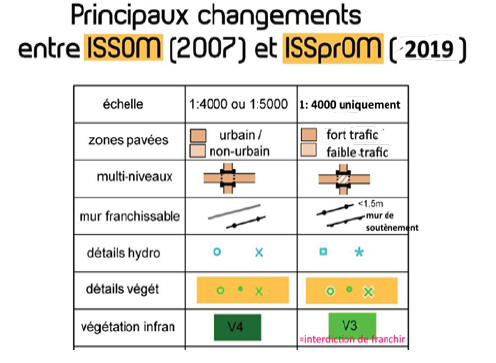 Principaux changements
entre ISSOM (2007) et ISSprOM ( 2019 )
échelle 1:4000 ou 1:5000 1: 4000 uniquement
zones pavées urbain / fort trafic
non-urbain faible trafic
multi-niveaux
mur franchissable <1.5m
mur de
soutènement
détails hydro
détails végét
végétation infran V4 V3
=interdiction de franchir